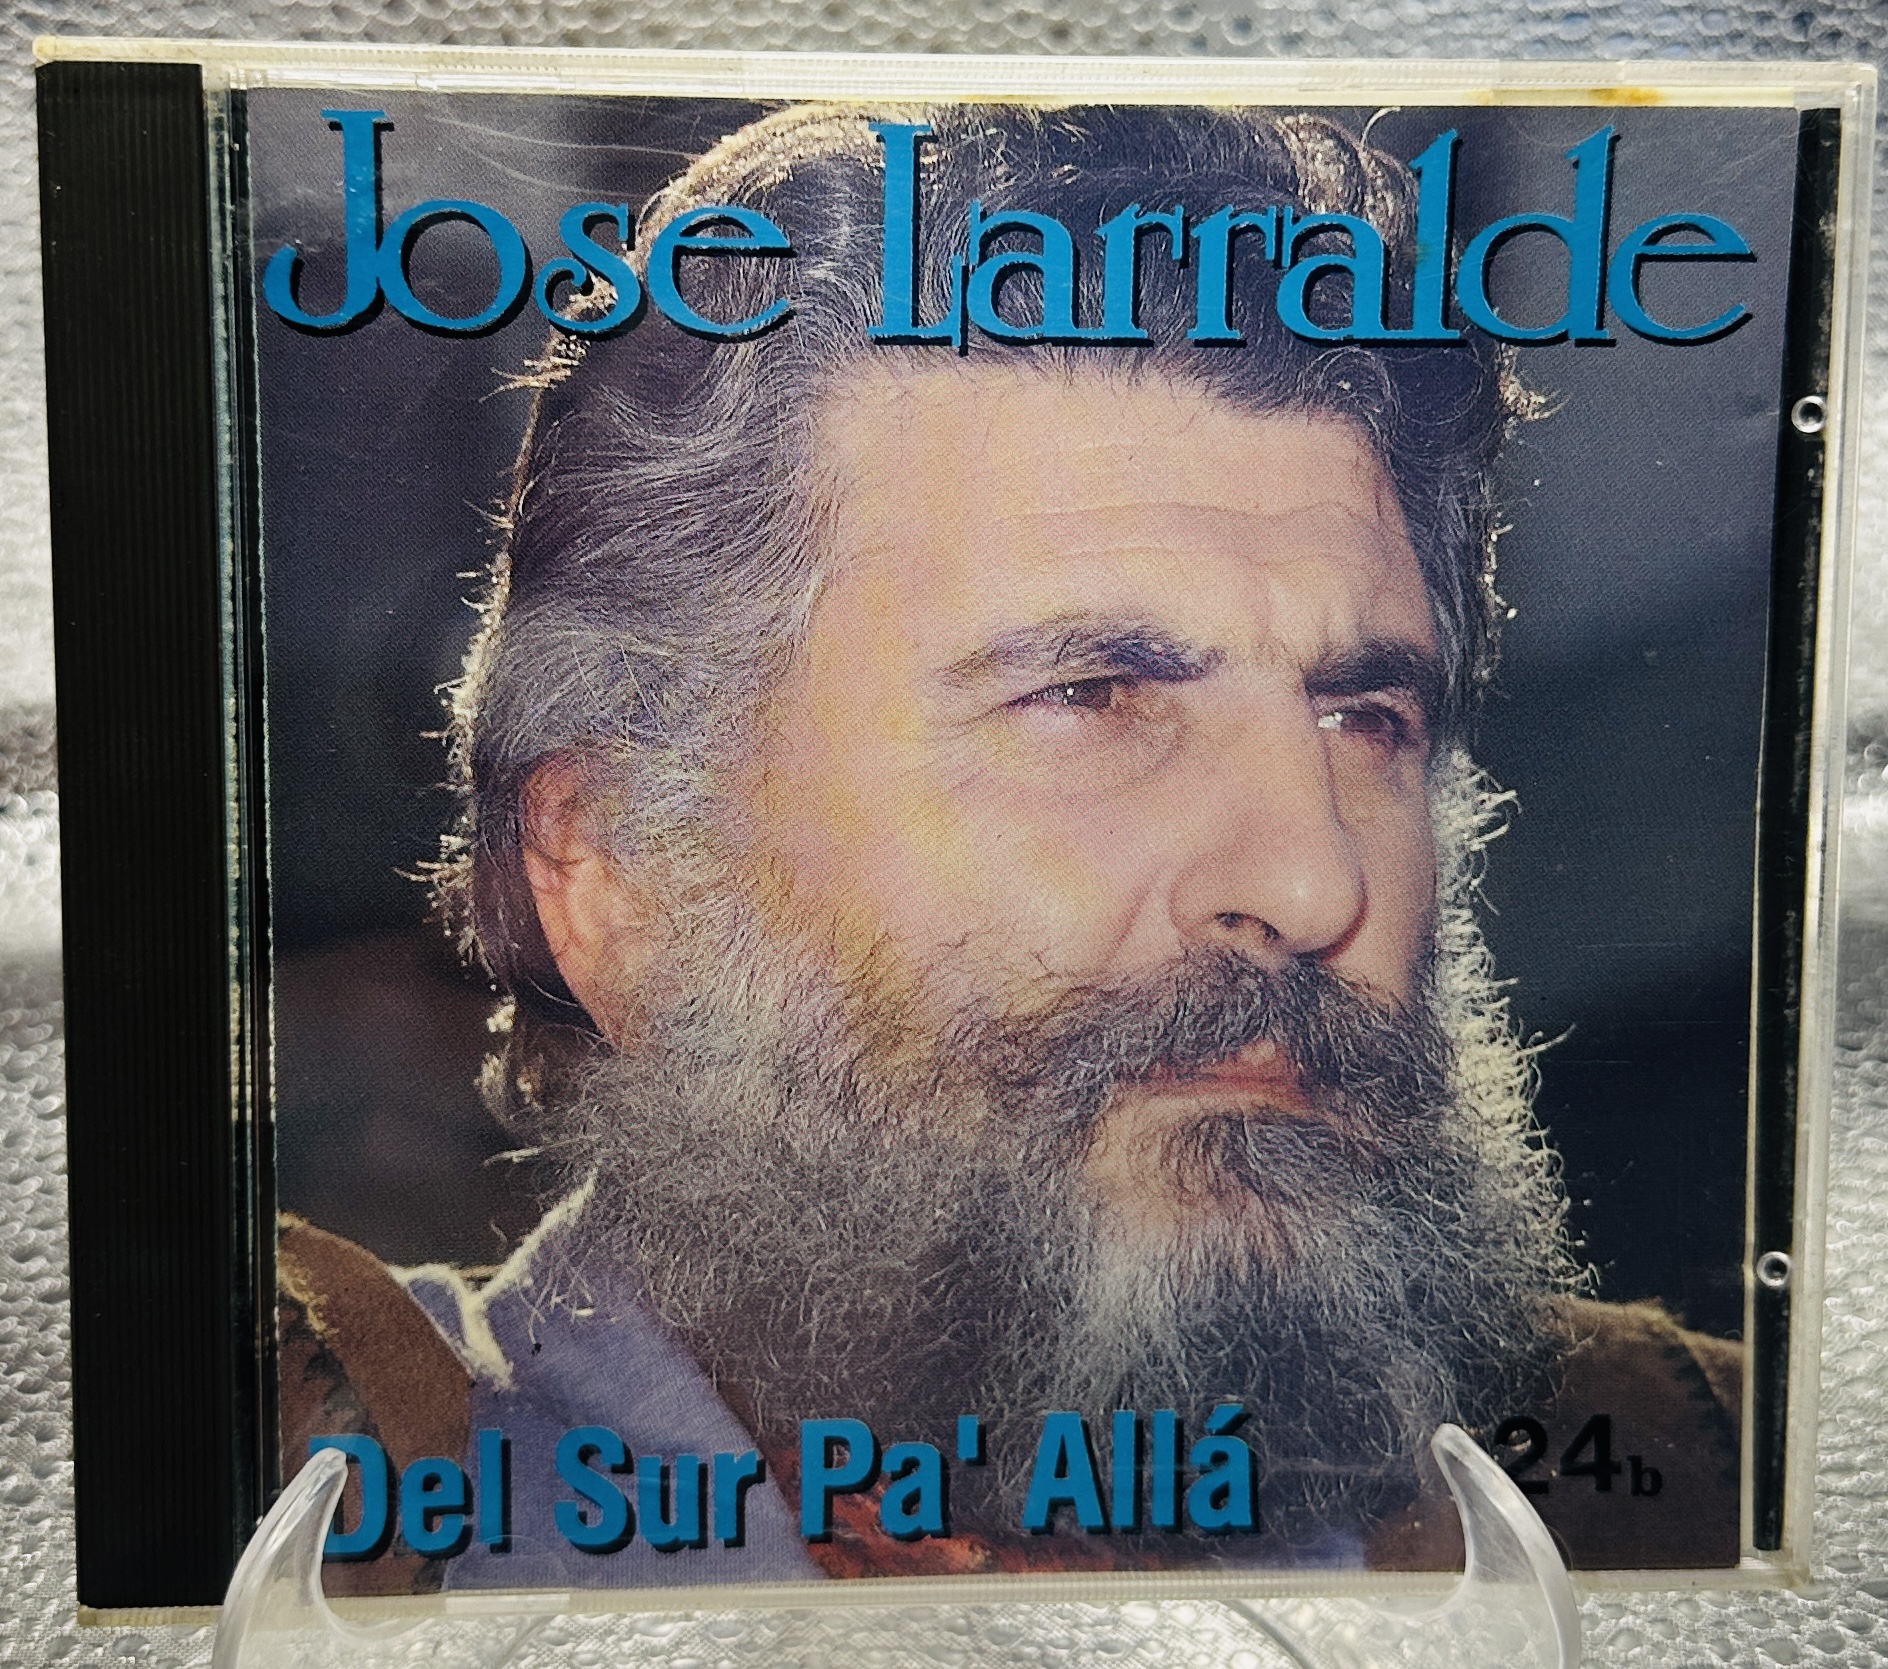 Jose Larralde
Del Sur Pa' Allá
24b